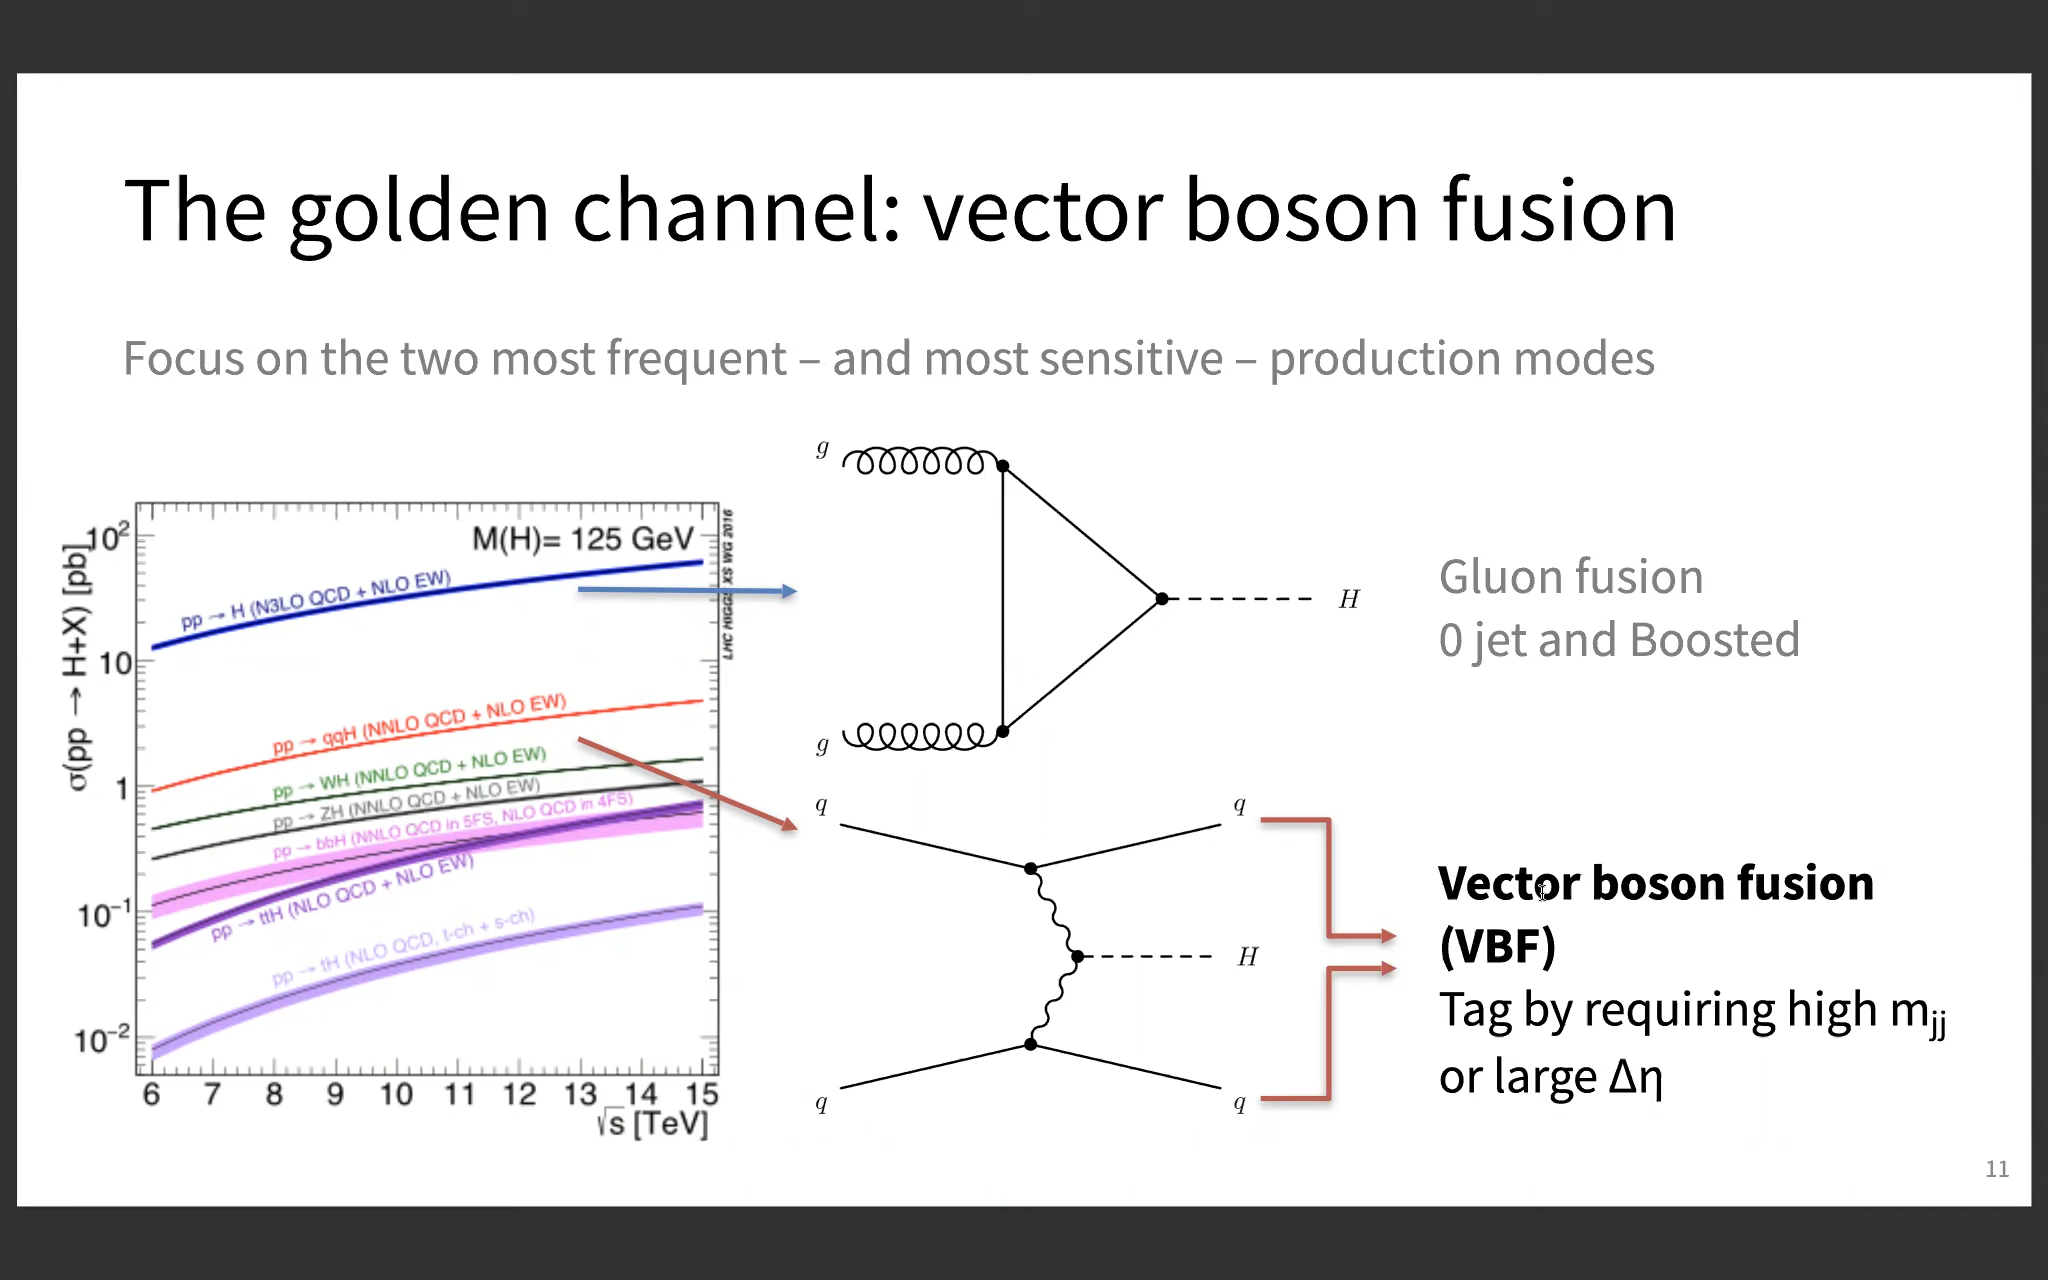 The golden channel: vector boson fusion
Focus on the two most frequent – and most sensitive – production modes
σ(pp → H+X) [pb]
10²
10
1
10⁻¹
10⁻²
M(H)= 125 GeV
LHC HIGGS XS WG 2016
pp → H (N3LO QCD + NLO EW)
pp → qqH (NNLO QCD + NLO EW)
pp → WH (NNLO QCD + NLO EW)
pp → ZH (NNLO QCD + NLO EW)
pp → bbH (NNLO QCD in 5FS, NLO QCD in 4FS)
pp → ttH (NLO QCD + NLO EW)
pp → tH (NLO QCD, t-ch + s-ch)
6 7 8 9 10 11 12 13 14 15
√s [TeV]
g
g
H
Gluon fusion
0 jet and Boosted
q
q
H
q
q
Vector boson fusion
(VBF)
Tag by requiring high mjj
or large Δη
11